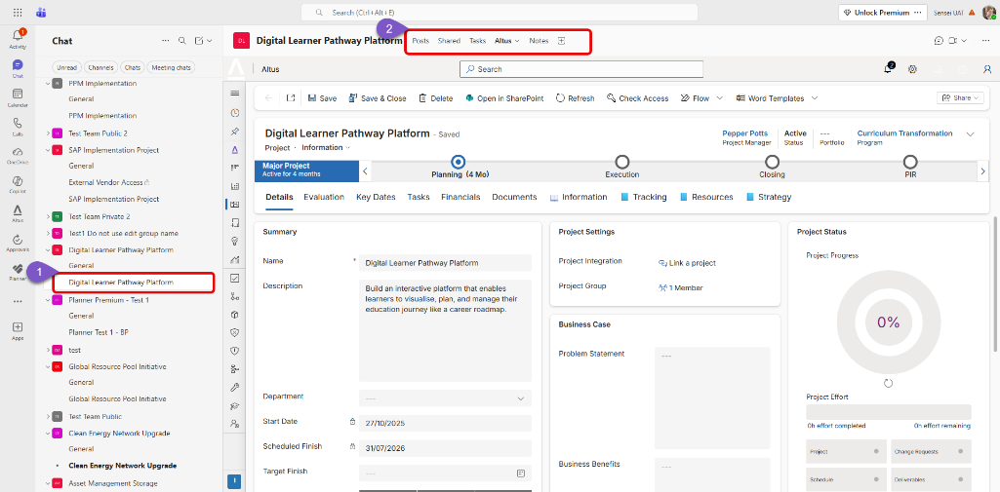 Search (Ctrl+Alt+E)
Unlock Premium ···
Sensei UAT
Activity
Chat
Calendar
Calls
OneDrive
Copilot
Altus
Approvals
Planner
Apps
Chat
Unread
Channels
Chats
Meeting chats
PPM Implementation
General
PPM Implementation
Test Team Public 2
SAP Implementation Project
General
External Vendor Access
SAP Implementation Project
Test Team Private 2
Test1 Do not use edit group name
Digital Learner Pathway Platform
General
1
Digital Learner Pathway Platform
Planner Premium - Test 1
General
Planner Test 1 - BP
test
Global Resource Pool Initiative
General
Global Resource Pool Initiative
Test Team Public
Clean Energy Network Upgrade
General
Clean Energy Network Upgrade
Asset Management Storage
DL
Digital Learner Pathway Platform
2
Posts
Shared
Tasks
Altus
Notes
Altus
Search
2
Save
Save & Close
Delete
Open in SharePoint
Refresh
Check Access
Flow
Word Templates
Share
Digital Learner Pathway Platform - Saved
Project · Information
Pepper Potts
Project Manager
Active
Status
---
Portfolio
Curriculum Transformation
Program
Major Project
Active for 4 months
Planning (4 Mo)
Execution
Closing
PIR
Details
Evaluation
Key Dates
Tasks
Financials
Documents
Information
Tracking
Resources
Strategy
Summary
Name
*
Digital Learner Pathway Platform
Description
Build an interactive platform that enables
learners to visualise, plan, and manage their
education journey like a career roadmap.
Department
---
Start Date
27/10/2025
Scheduled Finish
31/07/2026
Target Finish
---
Project Settings
Project Integration
Link a project
Project Group
1 Member
Business Case
Problem Statement
---
Business Benefits
---
Project Status
Project Progress
0%
Project Effort
0h effort completed
0h effort remaining
Project
Change Requests
Schedule
Deliverables
I